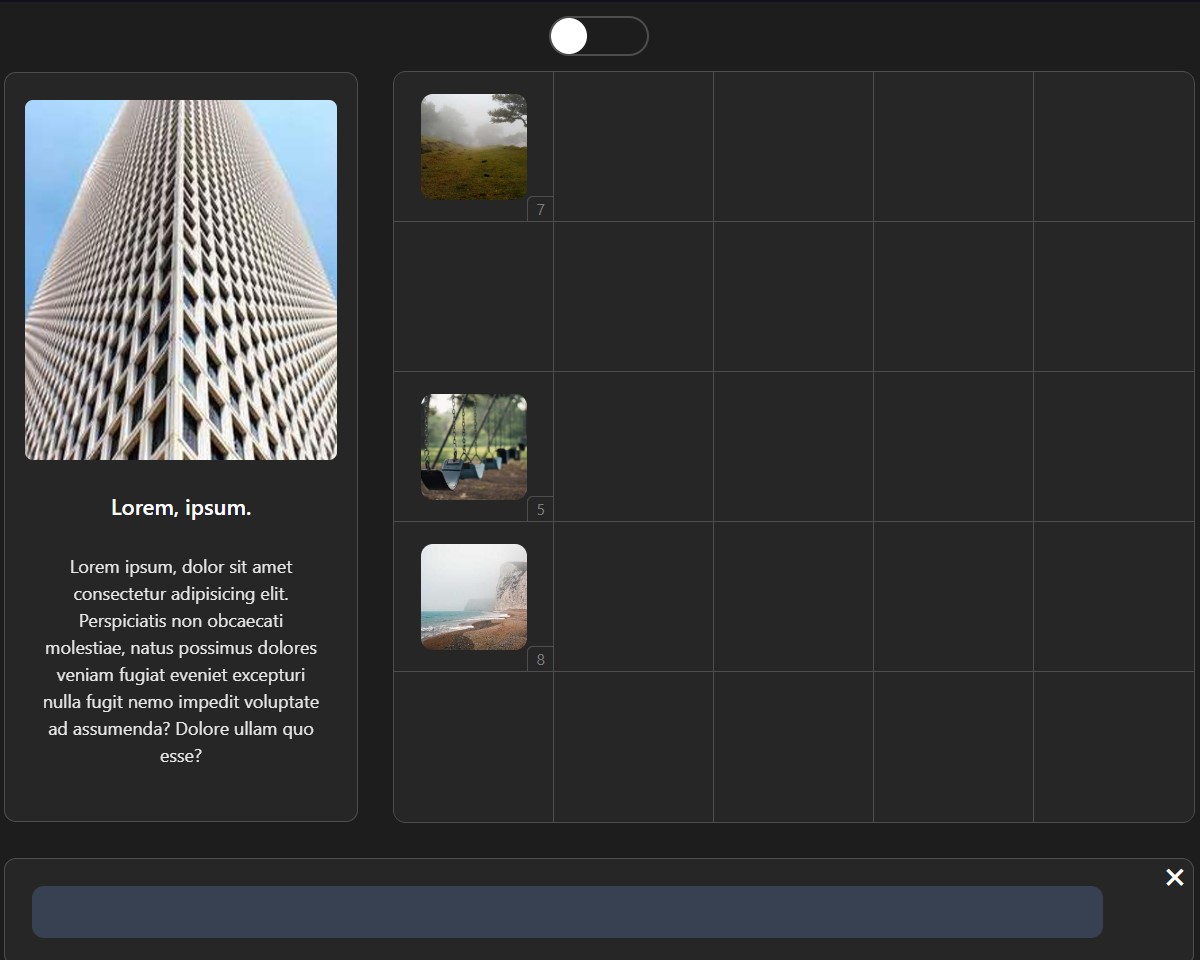 7
5
8
Lorem, ipsum.
Lorem ipsum, dolor sit amet
consectetur adipisicing elit.
Perspiciatis non obcaecati
molestiae, natus possimus dolores
veniam fugiat eveniet excepturi
nulla fugit nemo impedit voluptate
ad assumenda? Dolore ullam quo
esse?